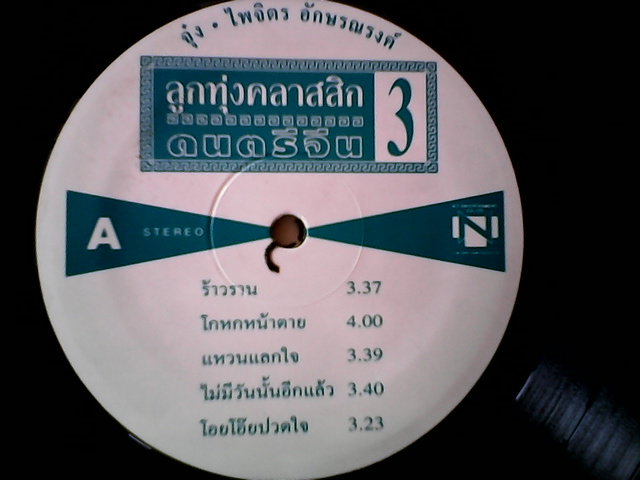 กุ้ง • ไพจิตร อักษรณรงค์
ลูกทุ่งคลาสสิก
ดนตรีจีน
3
A STEREO
N
ร้าวราน 3.37
โกหกหน้าตาย 4.00
แหวนแลกใจ 3.39
ไม่มีวันนั้นอีกแล้ว 3.40
โอยโอ๊ยปวดใจ 3.23